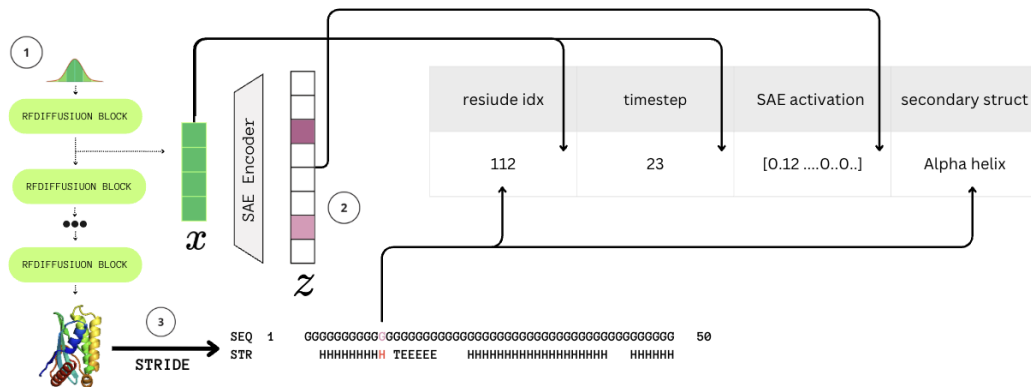 1
RFDIFFUSIUON BLOCK
RFDIFFUSIUON BLOCK
RFDIFFUSIUON BLOCK
x
SAE Encoder
z
2
resiude idx timestep SAE activation secondary struct
112 23 [0.12 ....0..0..] Alpha helix
3
STRIDE
SEQ 1 GGGGGGGGGGGGGGGGGGGGGGGGGGGGGGGGGGGGGGGGGGGGGGGGGG 50
STR HHHHHHHHH TEEEEE HHHHHHHHHHHHHHHHHHH HHHHHH